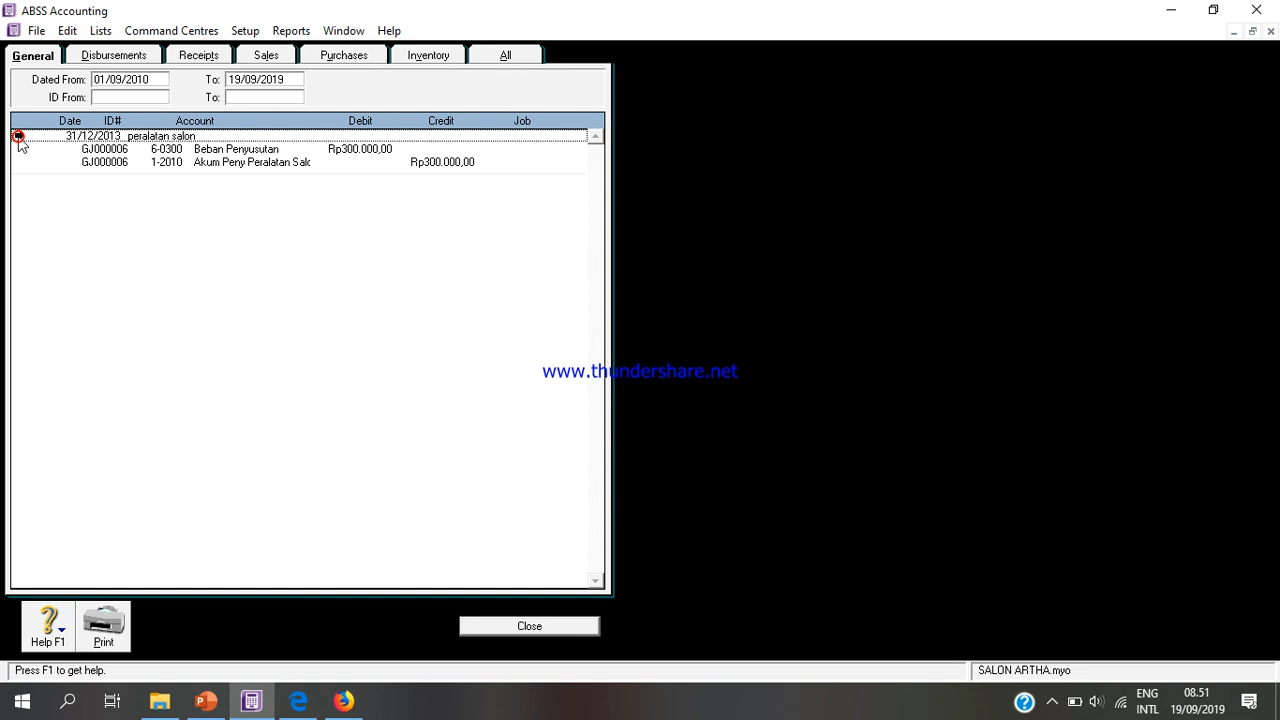 ABSS Accounting
File Edit Lists Command Centres Setup Reports Window Help
General Disbursements Receipts Sales Purchases Inventory All
Dated From: 01/09/2010 To: 19/09/2019
ID From: To:
Date ID# Account Debit Credit Job
31/12/2013 peralatan salon
GJ000006 6-0300 Beban Penyusutan Rp300.000,00
GJ000006 1-2010 Akum Peny Peralatan Salc Rp300.000,00
www.thundershare.net
Help F1 Print Close
Press F1 to get help. SALON ARTHA.myo
ENG 08.51
INTL 19/09/2019